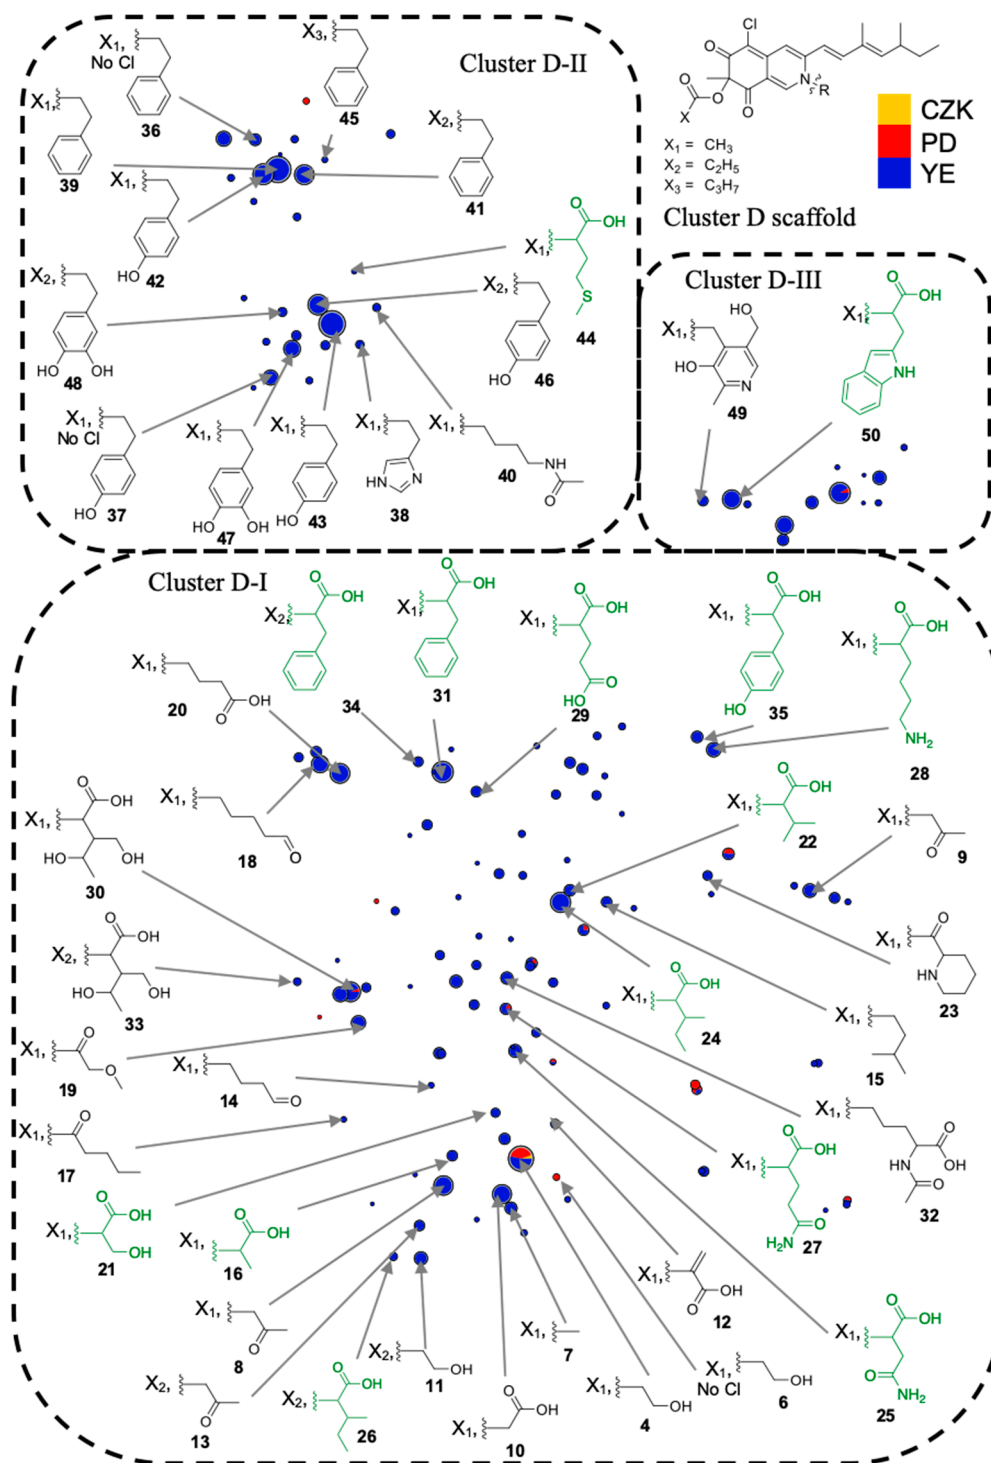 Cluster D-II
X₁,
No Cl
36
X₃,
45
X₁,
39
X₂,
41
X₁,
HO
42
X₁,
O
OH
S
44
X₂,
HO
OH
48
X₂,
HO
46
X₁,
No Cl
HO
37
X₁,
HO
OH
47
X₁,
HO
43
X₁,
HN
N
38
X₁,
NH
O
40
Cl
O
N
R
O
O
O
X
X₁ = CH₃
X₂ = C₂H₅
X₃ = C₃H₇
CZK
PD
YE
Cluster D scaffold
Cluster D-III
X₁,
HO
HO
N
49
X₁,
O
OH
NH
50
Cluster D-I
X₁,
O
OH
20
X₂,
O
OH
34
X₁,
O
OH
31
X₁,
O
OH
O
HO
29
X₁,
O
OH
HO
35
X₁,
O
OH
NH₂
28
X₁,
O
18
X₁,
O
OH
HO
OH
30
X₁,
O
OH
22
X₁,
O
9
X₂,
O
OH
HO
OH
33
X₁,
O
HN
23
X₁,
O
OH
24
X₁,
15
X₁,
O
O
19
X₁,
O
14
X₁,
O
17
X₁,
O
OH
HN
O
32
X₁,
O
OH
O
H₂N
27
X₁,
O
OH
OH
21
X₁,
O
OH
16
X₁,
O
OH
12
X₁,
O
8
X₂,
OH
11
X₁,
7
X₁,
No Cl
OH
6
X₁,
O
OH
O
NH₂
25
X₂,
O
13
X₂,
O
OH
26
X₁,
O
OH
10
X₁,
OH
4